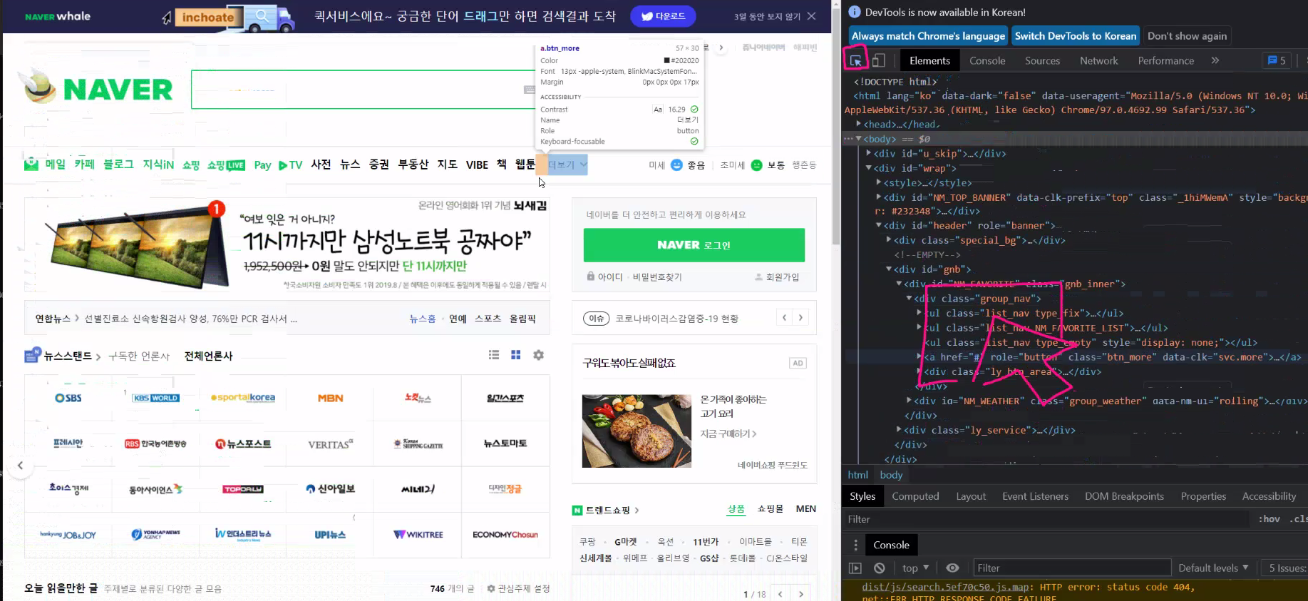 NAVER whale
inchoate
퀵서비스에요~ 궁금한 단어 드래그만 하면 검색결과 도착
다운로드
3일 동안 보지 않기
NAVER
a.btn_more 57 × 30
Color #202020
Font 13px -apple-system, BlinkMacSystemFon...
Margin 0px 0px 0px 17px
ACCESSIBILITY
Contrast Aa 16.29
Name 더보기
Role button
Keyboard-focusable
메일 카페 블로그 지식iN 쇼핑 쇼핑LIVE Pay TV 사전 뉴스 증권 부동산 지도 VIBE 책 웹툰 더보기
미세 좋음 초미세 보통
온라인 영어회화 1위 기념 뇌새김
"여보 잊은 거 아니지?
11시까지만 삼성노트북 공짜야"
1,952,500원→0원 말도 안되지만 단 11시까지만
1
네이버를 더 안전하고 편리하게 이용하세요
NAVER 로그인
아이디 · 비밀번호찾기 회원가입
연합뉴스 > 선별진료소 신속항원검사 양성, 76%만 PCR 검사서 ...
뉴스홈 · 연예 스포츠 올림픽
이슈 코로나바이러스감염증-19 현황
뉴스스탠드 > 구독한 언론사 전체언론사
SBS KBS WORLD sportalkorea MBN 노컷뉴스 일간스포츠
프레시안 RBS 한국농어촌방송 뉴스포스트 VERITAS Korea SHIPPING GAZETTE 뉴스토마토
호이스경제 동아사이언스 TOPDAILY 신아일보 씨네21 디자인정글
hankyung JOB&JOY YONHAP NEWS AGENCY 인더스트리 뉴스 UPI뉴스 WIKITREE ECONOMYChosun
구워도볶아도실패없죠 AD
온 가족이 좋아하는
고기 요리
지금 구매하기>
네이버쇼핑 푸드윈도
트렌드쇼핑 > 상품 쇼핑몰 MEN
쿠팡 · G마켓 · 옥션 · 11번가 · 이마트몰 · 티몬
신세계몰 · 위메프 · 올리브영 · GS샵 · 롯데홈 · CJ온스타일
오늘 읽을만한 글 주제별로 분류된 다양한 글 모음
746 개의 글 관심주제 설정
1 / 18
DevTools is now available in Korean!
Always match Chrome's language Switch DevTools to Korean Don't show again
Elements Console Sources Network Performance » 5
<!DOCTYPE html>
<html lang="ko" data-dark="false" data-useragent="Mozilla/5.0 (Windows NT 10.0; Wi
AppleWebKit/537.36 (KHTML, like Gecko) Chrome/97.0.4692.99 Safari/537.36">
<head>…</head>
<body> == $0
<div id="u_skip">…</div>
<div id="wrap">
<style>…</style>
<div id="NM_TOP_BANNER" data-clk-prefix="top" class="_1hiMWemA" style="backgr
r: #232348">…</div>
<div id="header" role="banner">
<div class="special_bg">…</div>
<!--EMPTY-->
<div id="gnb">
<div id="NM_FAVORITE" class="gnb_inner">
<div class="group_nav">
<ul class="list_nav type_fix">…</ul>
<ul class="list_nav NM_FAVORITE_LIST">…</ul>
<ul class="list_nav type_empty" style="display: none;"></ul>
<a href="#" role="button" class="btn_more" data-clk="svc.more">…</a>
<div class="ly_btn_area">…</div>
</div>
<div id="NM_WEATHER" class="group_weather" data-nm-ui="rolling">…</div>
</div>
<div class="ly_service">…</div>
</div>
</div>
html body
Styles Computed Layout Event Listeners DOM Breakpoints Properties Accessibility
Filter :hov .cls
Console
top Filter Default levels 5 Issues:
dist/js/search.5ef70c50.js.map: HTTP error: status code 404,
net::ERR_HTTP_RESPONSE_CODE_FAILURE